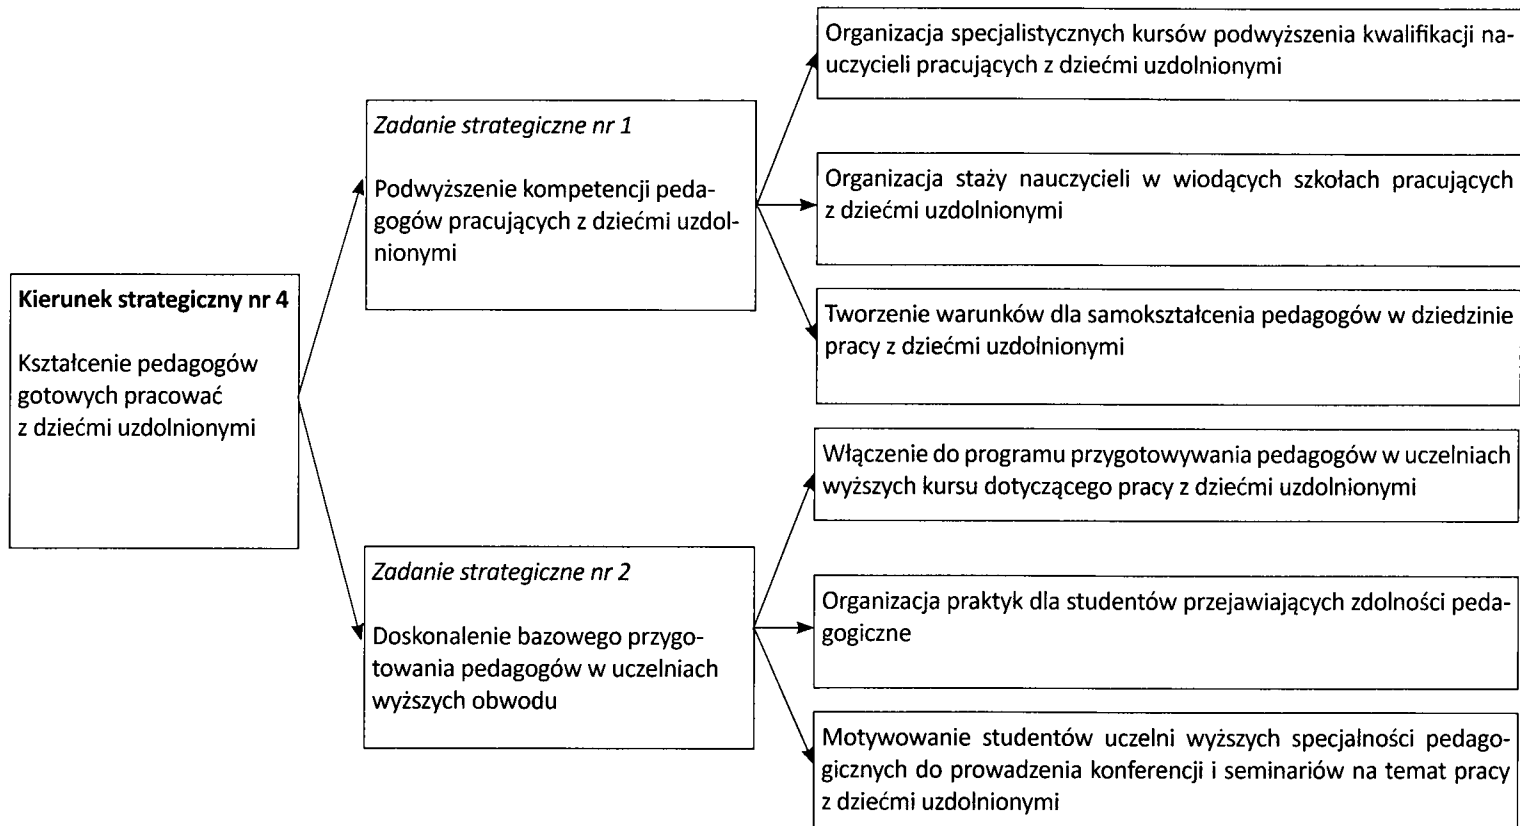 Kierunek strategiczny nr 4
Kształcenie pedagogów
gotowych pracować
z dziećmi uzdolnionymi
Zadanie strategiczne nr 1
Podwyższenie kompetencji peda-
gogów pracujących z dziećmi uzdol-
nionymi
Organizacja specjalistycznych kursów podwyższenia kwalifikacji na-
uczycieli pracujących z dziećmi uzdolnionymi
Organizacja staży nauczycieli w wiodących szkołach pracujących
z dziećmi uzdolnionymi
Tworzenie warunków dla samokształcenia pedagogów w dziedzinie
pracy z dziećmi uzdolnionymi
Zadanie strategiczne nr 2
Doskonalenie bazowego przygo-
towania pedagogów w uczelniach
wyższych obwodu
Włączenie do programu przygotowywania pedagogów w uczelniach
wyższych kursu dotyczącego pracy z dziećmi uzdolnionymi
Organizacja praktyk dla studentów przejawiających zdolności peda-
gogiczne
Motywowanie studentów uczelni wyższych specjalności pedago-
gicznych do prowadzenia konferencji i seminariów na temat pracy
z dziećmi uzdolnionymi